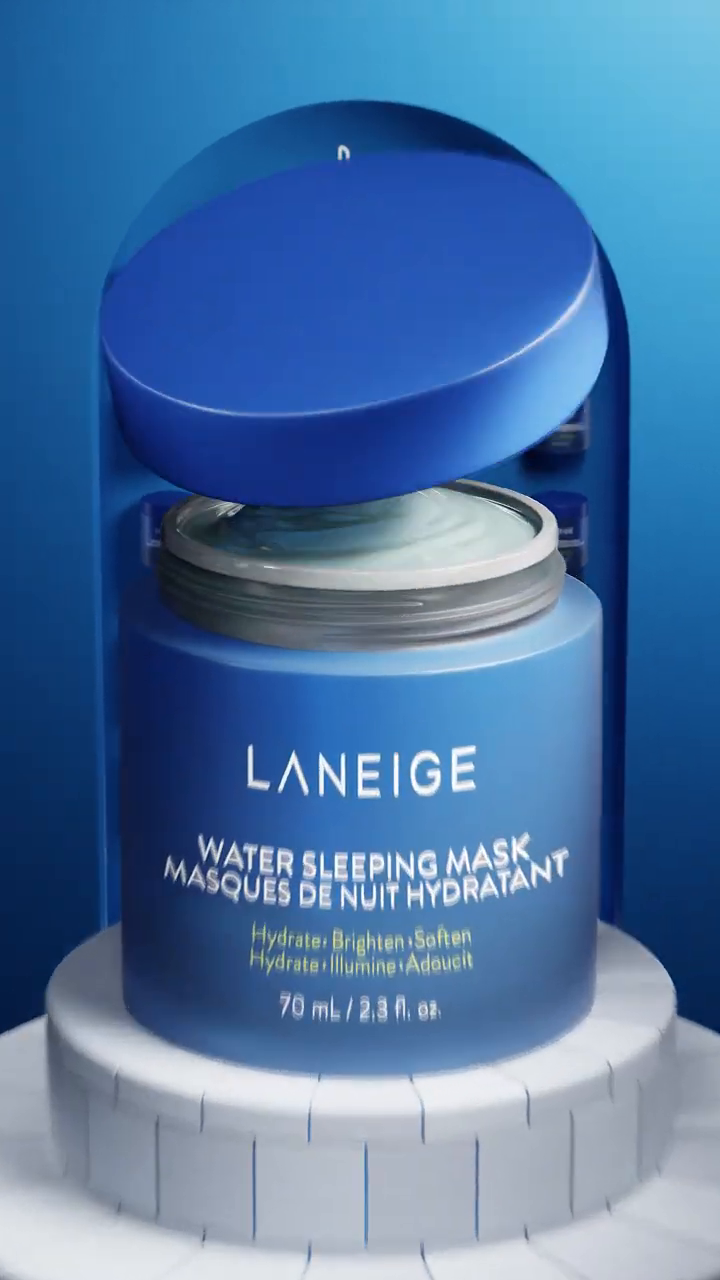 LANEIGE
WATER SLEEPING MASK
MASQUES DE NUIT HYDRATANT
Hydrate · Brighten · Soften
Hydrate · Illumine · Adoucit
70 mL / 2.3 fl. oz.